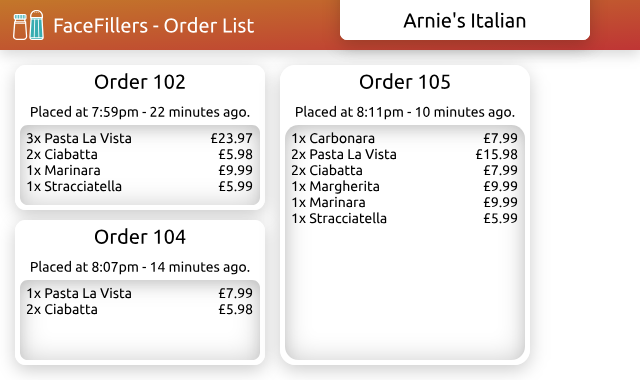 FaceFillers - Order List
Arnie's Italian
Order 102
Placed at 7:59pm - 22 minutes ago.
3x Pasta La Vista £23.97
2x Ciabatta £5.98
1x Marinara £9.99
1x Stracciatella £5.99
Order 104
Placed at 8:07pm - 14 minutes ago.
1x Pasta La Vista £7.99
2x Ciabatta £5.98
Order 105
Placed at 8:11pm - 10 minutes ago.
1x Carbonara £7.99
2x Pasta La Vista £15.98
2x Ciabatta £7.99
1x Margherita £9.99
1x Marinara £9.99
1x Stracciatella £5.99